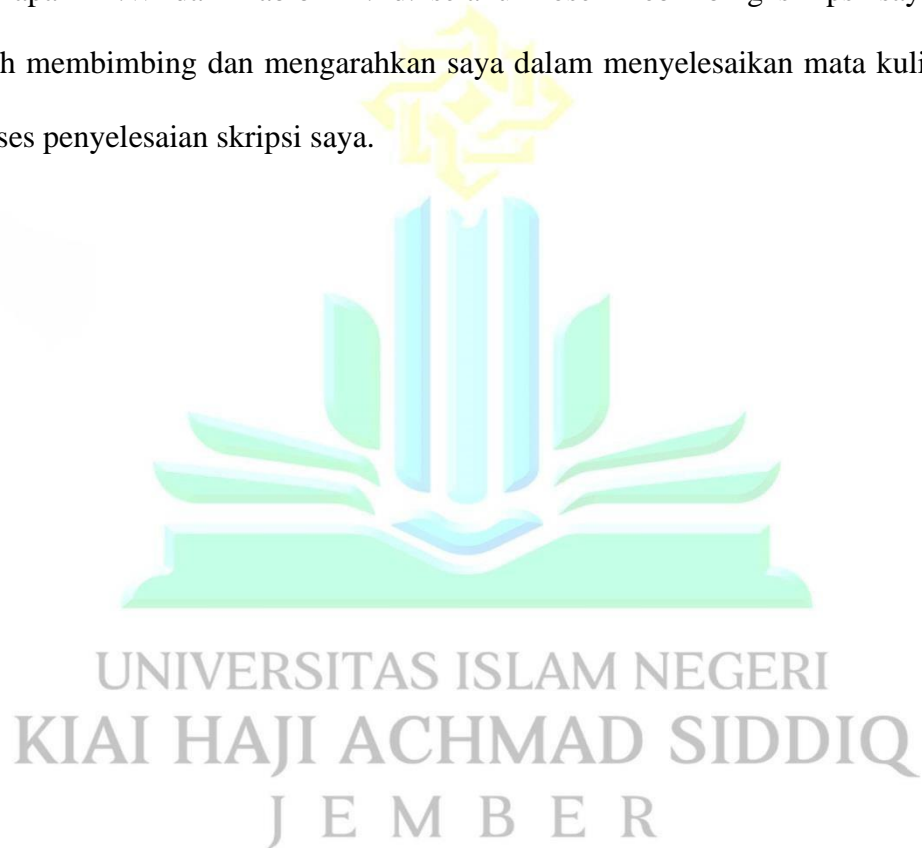 h membimbing dan mengarahkan saya dalam menyelesaikan mata kuli
ses penyelesaian skripsi saya.
UNIVERSITAS ISLAM NEGERI
KIAI HAJI ACHMAD SIDDIQ
JEMBER